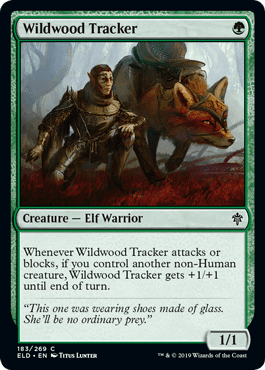 Wildwood Tracker
Creature — Elf Warrior
Whenever Wildwood Tracker attacks or
blocks, if you control another non-Human
creature, Wildwood Tracker gets +1/+1
until end of turn.
“This one was wearing shoes made of glass.
She’ll be no ordinary prey.”
1/1
183/269 C
ELD • EN Titus Lunter
™ & © 2019 Wizards of the Coast